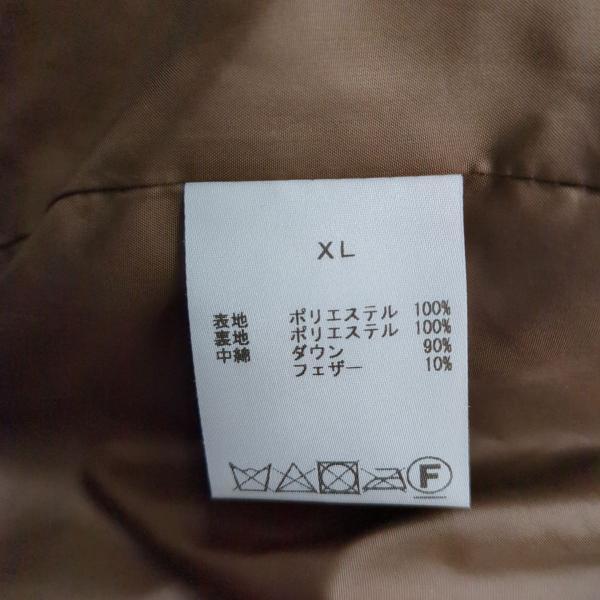 XL
表地 ポリエステル 100%
裏地 ポリエステル 100%
中綿 ダウン 90%
フェザー 10%
F